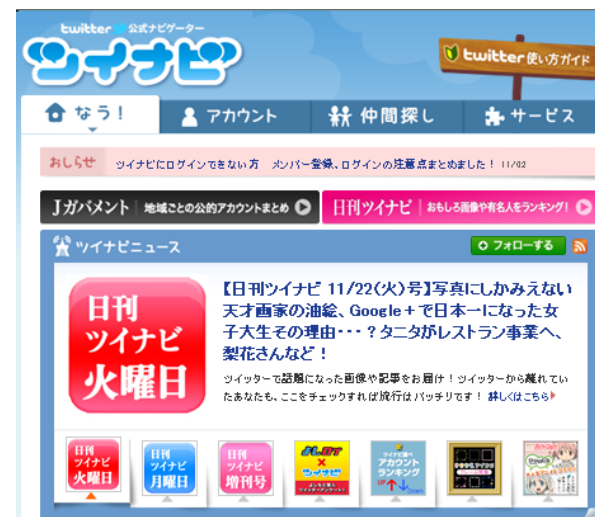 twitter 公式ナビゲーター
ツイナビ
twitter 使い方ガイド
なう!
アカウント
仲間探し
サービス
おしらせ ツイナビにログインできない方 メンバー登録、ログインの注意点まとめました! 11/02
Jガバメント 地域ごとの公的アカウントまとめ
日刊ツイナビ おもしろ画像や有名人をランキング!
ツイナビニュース
フォローする
日刊
ツイナビ
火曜日
【日刊ツイナビ 11/22(火)号】写真にしかみえない
天才画家の油絵、Google+で日本一になった女
子大生その理由・・・?タニタがレストラン事業へ、
梨花さんなど!
ツイッターで話題になった画像や記事をお届け!ツイッターから離れてい
たあなたも、ここをチェックすれば流行はバッチリです! 詳しくはこちら
日刊
ツイナビ
火曜日
日刊
ツイナビ
月曜日
日刊
ツイナビ
増刊号
ツイナビ
アカウント
ランキング
UP
Down